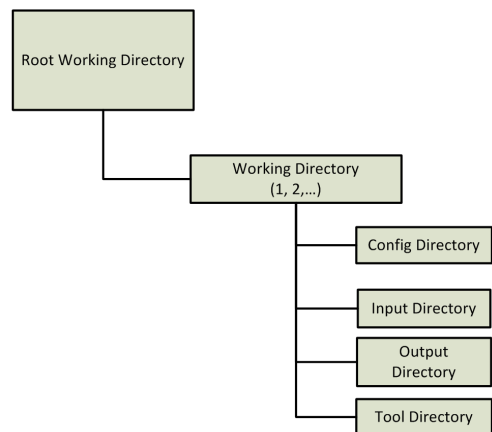 Root Working Directory
Working Directory
(1, 2,...)
Config Directory
Input Directory
Output
Directory
Tool Directory